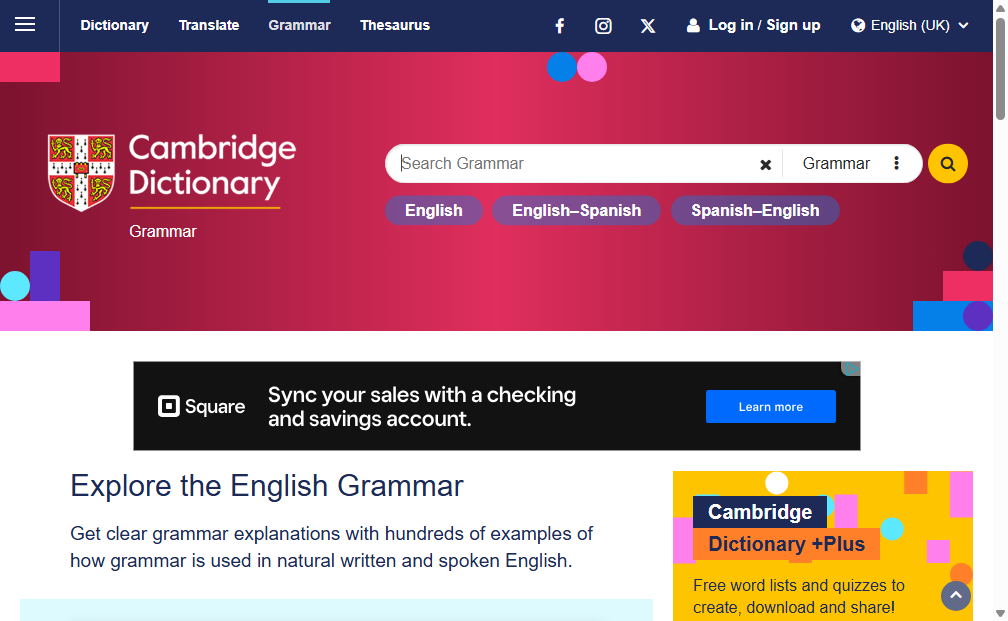 Dictionary Translate Grammar Thesaurus Log in / Sign up English (UK)
Cambridge
Dictionary
Grammar
Search Grammar Grammar
English English–Spanish Spanish–English
Square
Sync your sales with a checking
and savings account.
Learn more
Explore the English Grammar
Get clear grammar explanations with hundreds of examples of
how grammar is used in natural written and spoken English.
Cambridge
Dictionary +Plus
Free word lists and quizzes to
create, download and share!